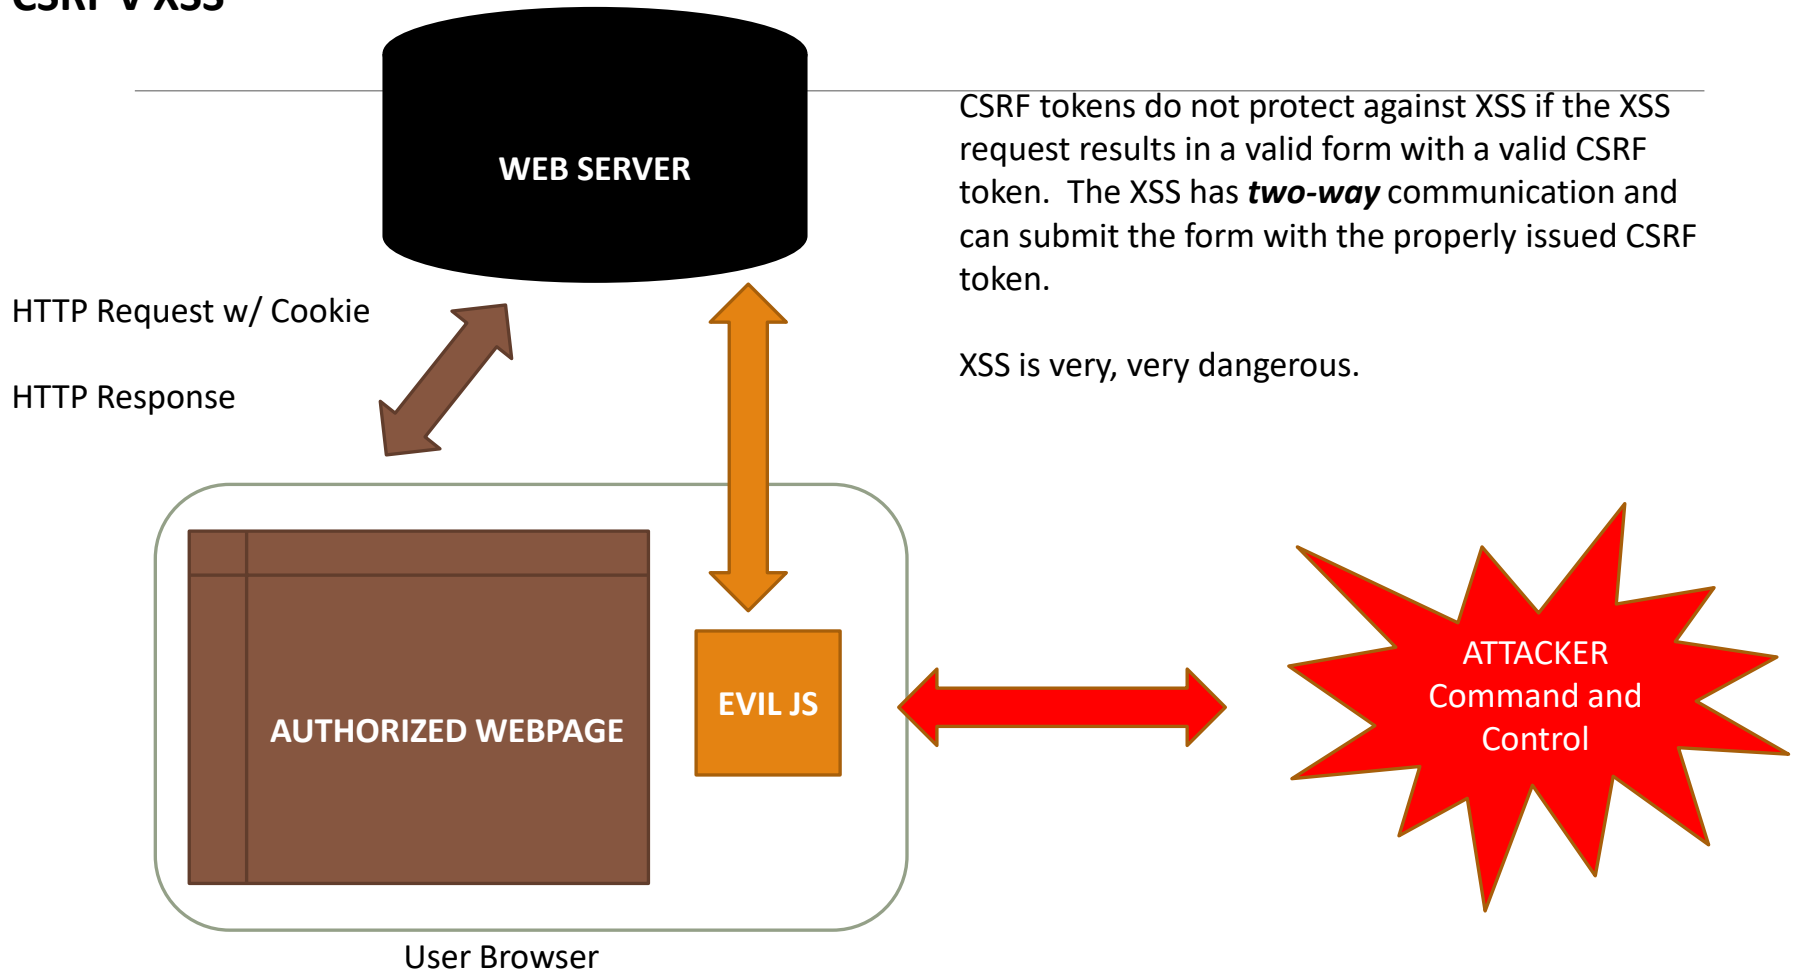 CSRF V XSS
WEB SERVER
CSRF tokens do not protect against XSS if the XSS
request results in a valid form with a valid CSRF
token. The XSS has two-way communication and
can submit the form with the properly issued CSRF
token.
XSS is very, very dangerous.
HTTP Request w/ Cookie
HTTP Response
AUTHORIZED WEBPAGE
EVIL JS
ATTACKER
Command and
Control
User Browser